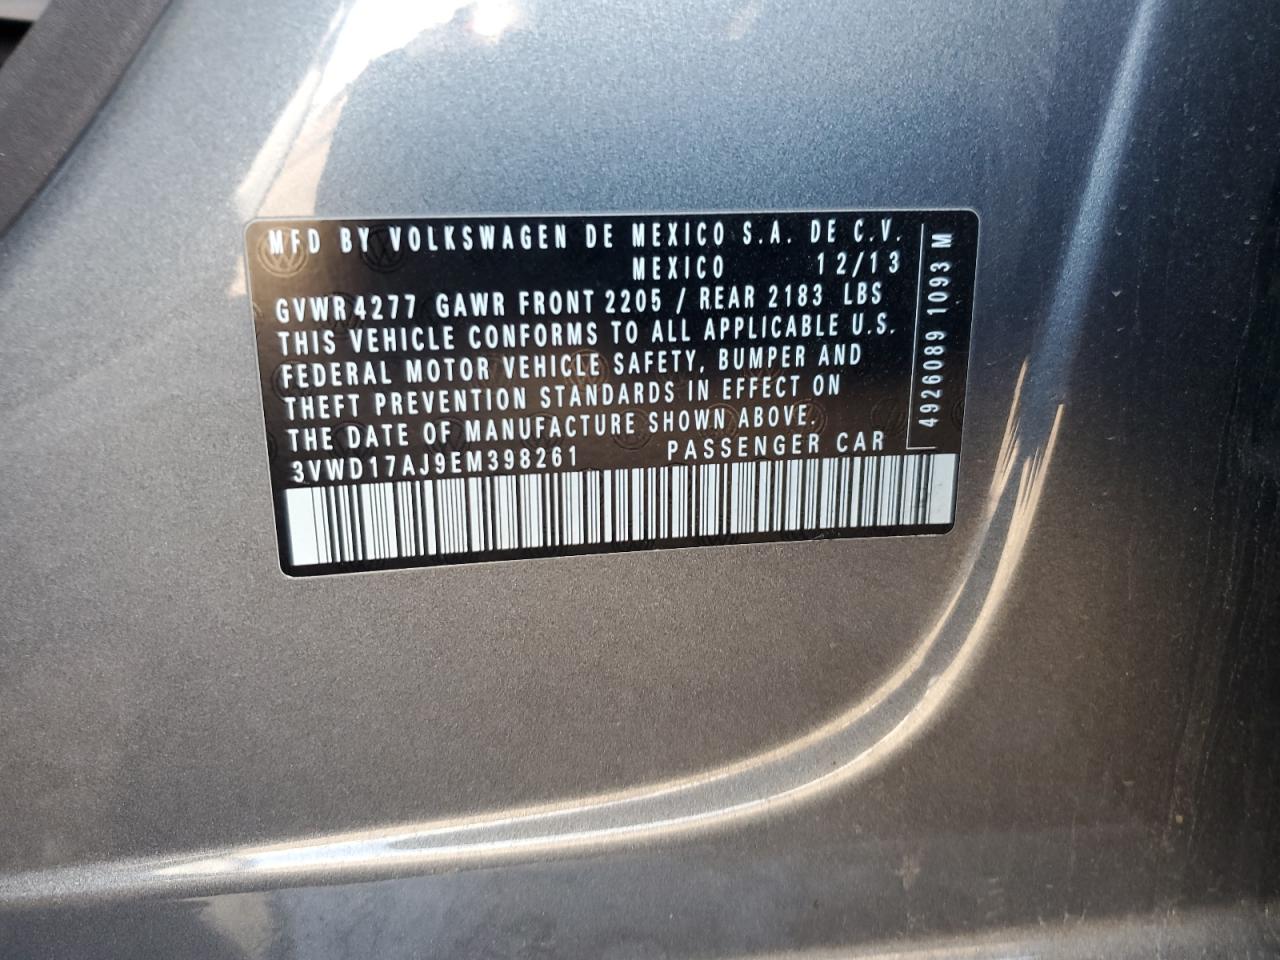 MFD BY VOLKSWAGEN DE MEXICO S.A. DE C.V.
MEXICO 12/13
GVWR 4277 GAWR FRONT 2205 / REAR 2183 LBS
THIS VEHICLE CONFORMS TO ALL APPLICABLE U.S.
FEDERAL MOTOR VEHICLE SAFETY, BUMPER AND
THEFT PREVENTION STANDARDS IN EFFECT ON
THE DATE OF MANUFACTURE SHOWN ABOVE.
3VWD17AJ9EM398261 PASSENGER CAR
4926089 1093 M